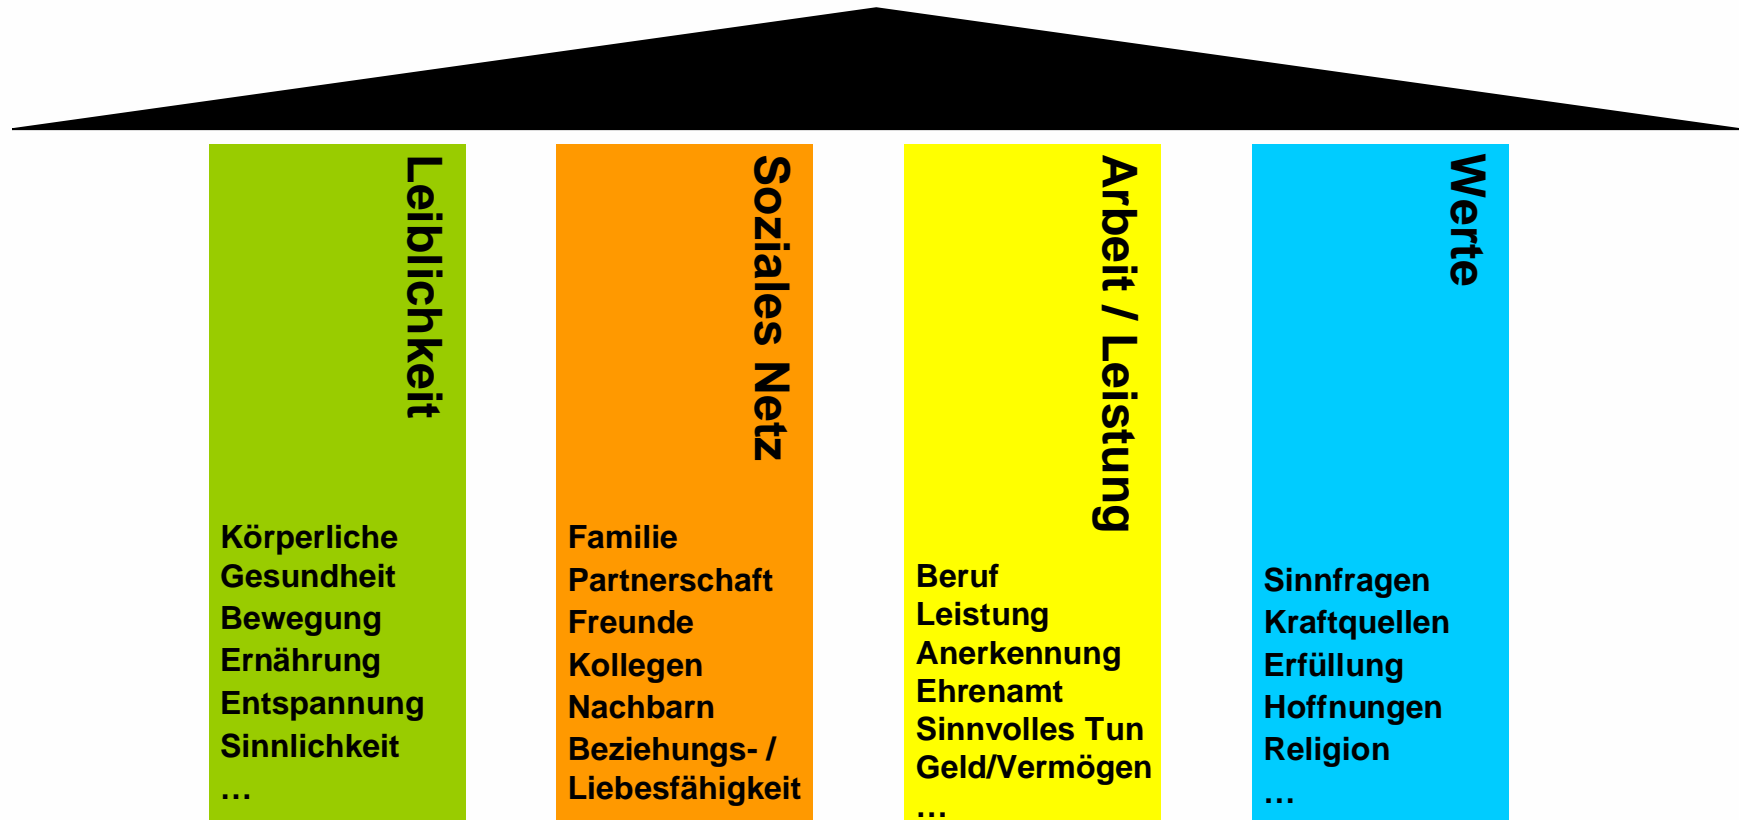 Leiblichkeit
Körperliche
Gesundheit
Bewegung
Ernährung
Entspannung
Sinnlichkeit
…
Soziales Netz
Familie
Partnerschaft
Freunde
Kollegen
Nachbarn
Beziehungs- /
Liebesfähigkeit
Arbeit / Leistung
Beruf
Leistung
Anerkennung
Ehrenamt
Sinnvolles Tun
Geld/Vermögen
…
Werte
Sinnfragen
Kraftquellen
Erfüllung
Hoffnungen
Religion
…